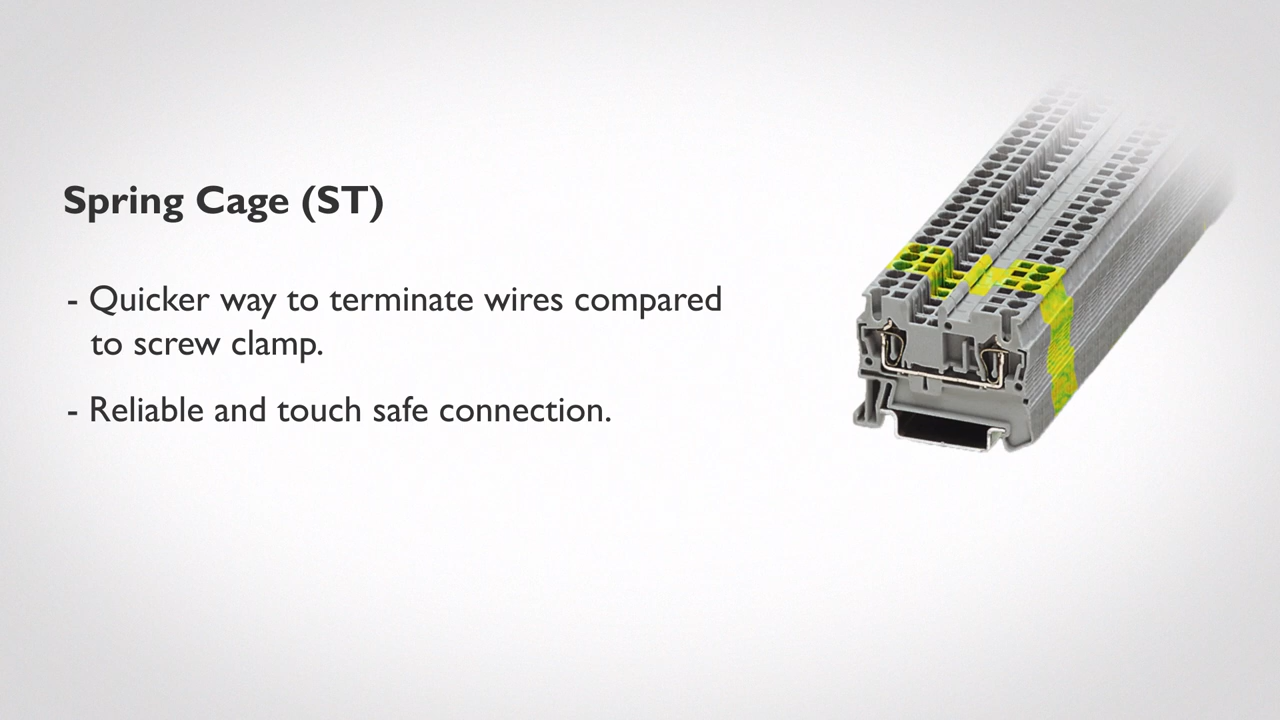 Spring Cage (ST)
- Quicker way to terminate wires compared
to screw clamp.
- Reliable and touch safe connection.